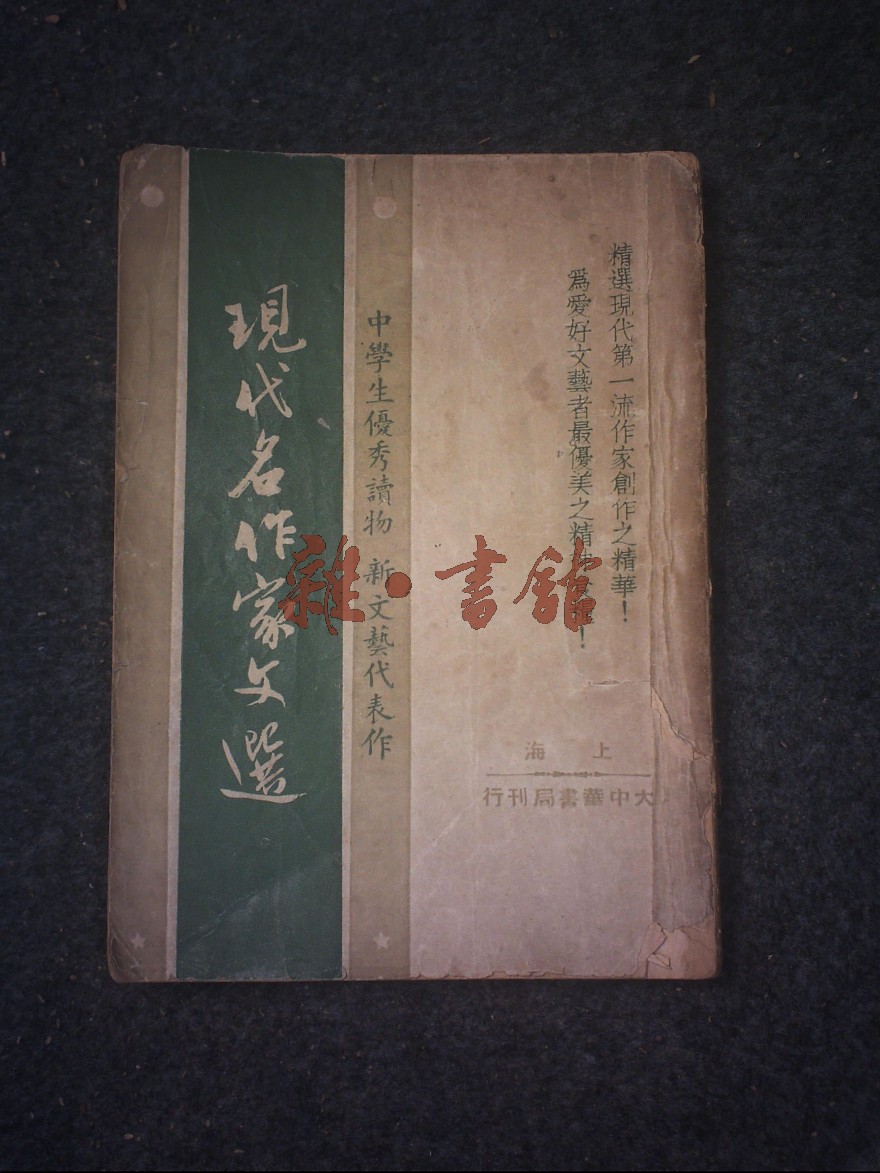 精選現代第一流作家創作之精華！
爲愛好文藝者最優美之精！
中學生優秀讀物 新文藝代表作
現代名作家文選
上海
大中華書局刊行
雜·書館